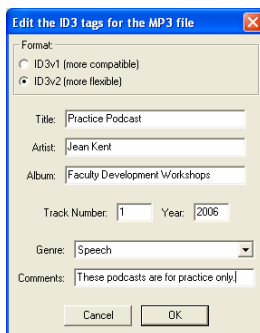 Edit the ID3 tags for the MP3 file
Format:
ID3v1 (more compatible)
ID3v2 (more flexible)
Title: Practice Podcast
Artist: Jean Kent
Album: Faculty Development Workshops
Track Number: 1 Year: 2006
Genre: Speech
Comments: These podcasts are for practice only.
Cancel OK